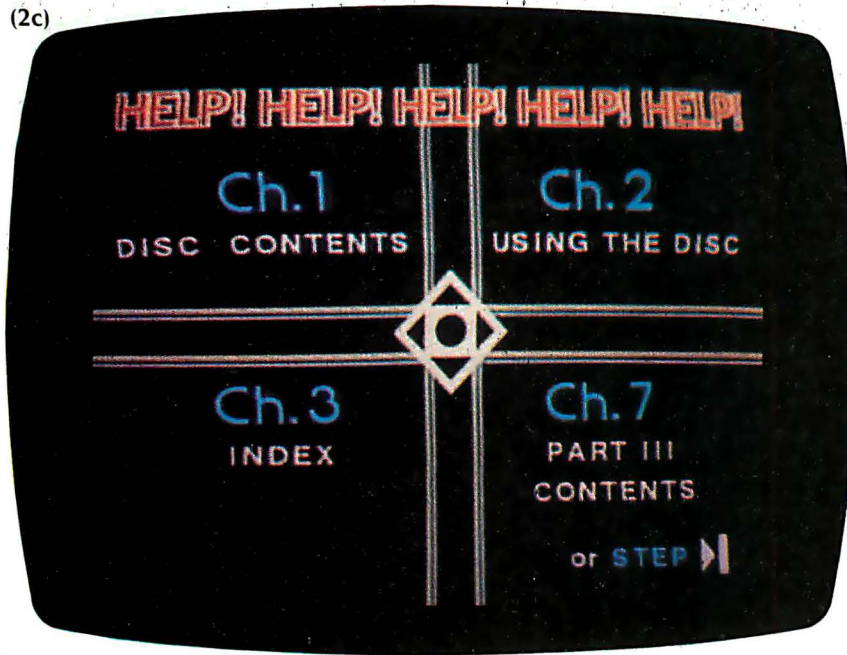 (2c)
HELP! HELP! HELP! HELP! HELP!
Ch.1
DISC CONTENTS
Ch.2
USING THE DISC
Ch.3
INDEX
Ch.7
PART III
CONTENTS
or STEP